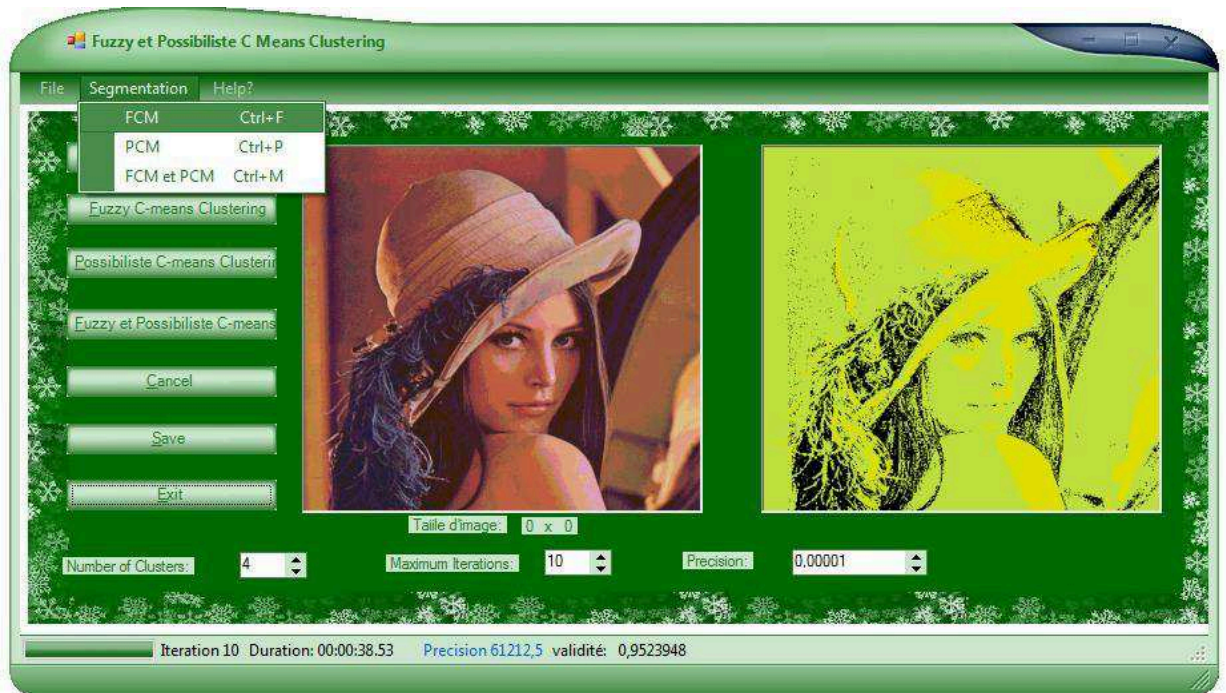 Fuzzy et Possibiliste C Means Clustering
File Segmentation Help?
FCM Ctrl+F
PCM Ctrl+P
FCM et PCM Ctrl+M
Fuzzy C-means Clustering
Possibiliste C-means Clusterin
Fuzzy et Possibiliste C-means
Cancel
Save
Exit
Taille d'image: 0 x 0
Number of Clusters: 4 Maximum Iterations: 10 Precision: 0,00001
Iteration 10 Duration: 00:00:38.53 Precision 61212,5 validité: 0,9523948